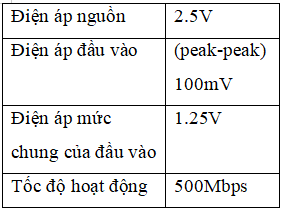 Điện áp nguồn 2.5V
Điện áp đầu vào (peak-peak)
100mV
Điện áp mức 1.25V
chung của đầu vào
Tốc độ hoạt động 500Mbps